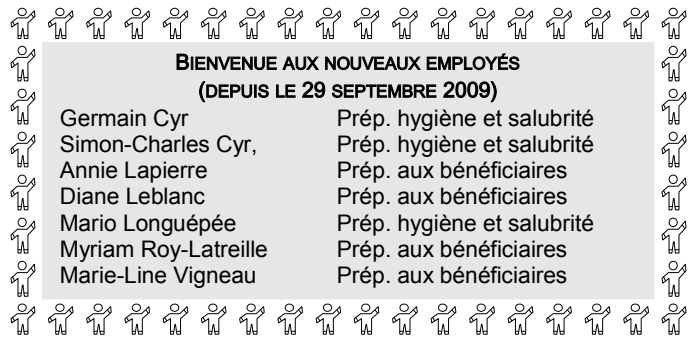 BIENVENUE AUX NOUVEAUX EMPLOYÉS
(DEPUIS LE 29 SEPTEMBRE 2009)
Germain Cyr Prép. hygiène et salubrité
Simon-Charles Cyr, Prép. hygiène et salubrité
Annie Lapierre Prép. aux bénéficiaires
Diane Leblanc Prép. aux bénéficiaires
Mario Longuépée Prép. hygiène et salubrité
Myriam Roy-Latreille Prép. aux bénéficiaires
Marie-Line Vigneau Prép. aux bénéficiaires